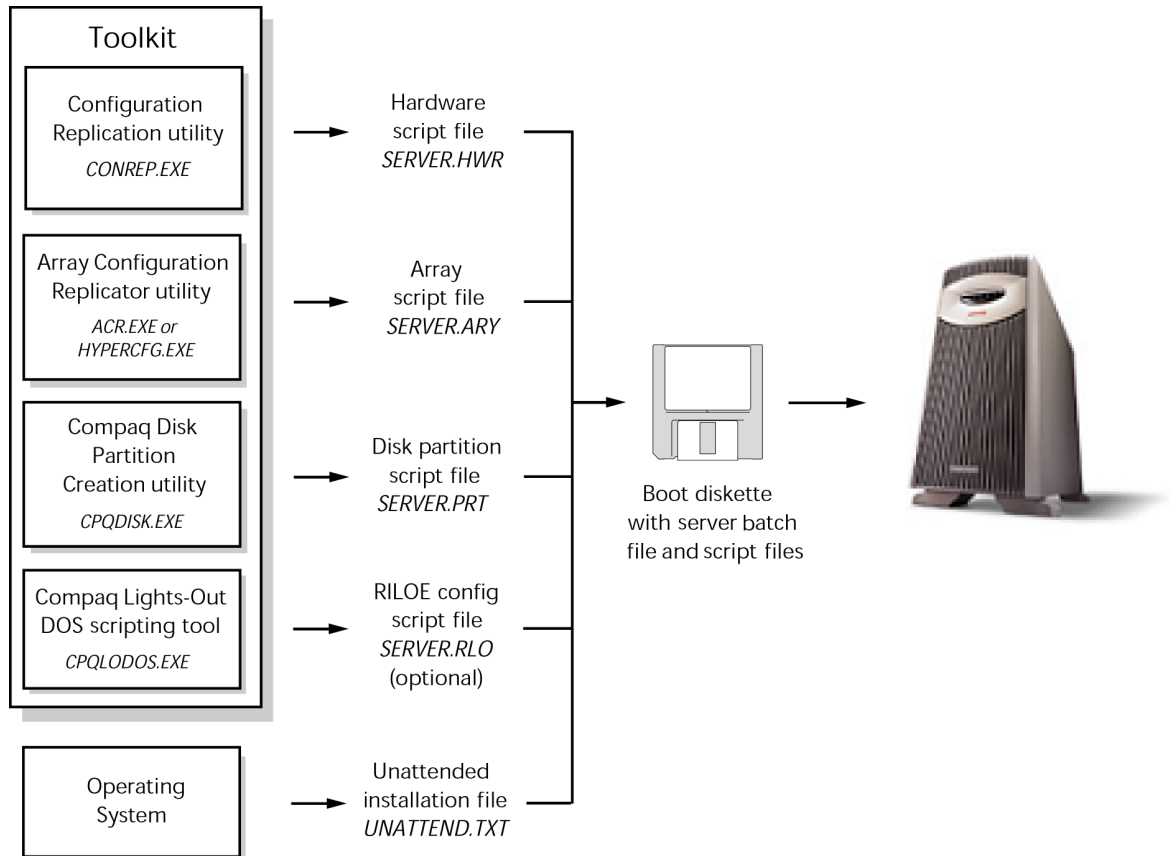 Toolkit
Configuration
Replication utility
CONREP.EXE
Hardware
script file
SERVER.HWR
Array Configuration
Replicator utility
ACR.EXE or
HYPERCFG.EXE
Array
script file
SERVER.ARY
Compaq Disk
Partition
Creation utility
CPQDISK.EXE
Disk partition
script file
SERVER.PRT
Compaq Lights-Out
DOS scripting tool
CPQLODOS.EXE
RILOE config
script file
SERVER.RLO
(optional)
Operating
System
Unattended
installation file
UNATTEND.TXT
Boot diskette
with server batch
file and script files